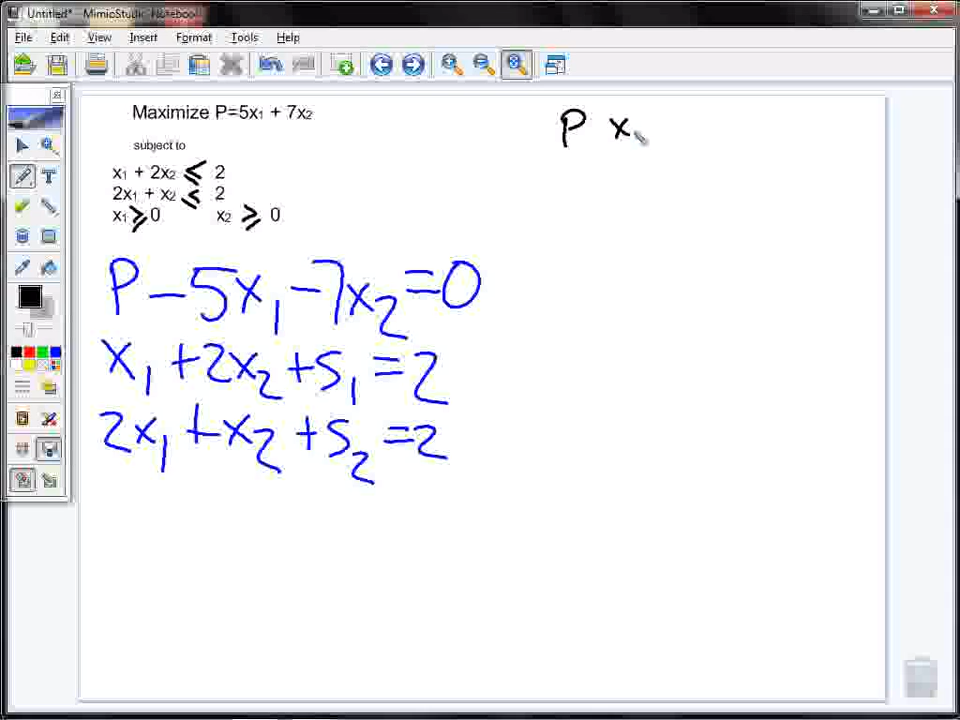 Untitled* - MimioStudio Notebook
File Edit View Insert Format Tools Help
Maximize P=5x₁ + 7x₂
P x
subject to
x₁ + 2x₂ ≤ 2
2x₁ + x₂ ≤ 2
x₁ ≥ 0 x₂ ≥ 0
P - 5x₁ - 7x₂ = 0
x₁ + 2x₂ + s₁ = 2
2x₁ + x₂ + s₂ = 2